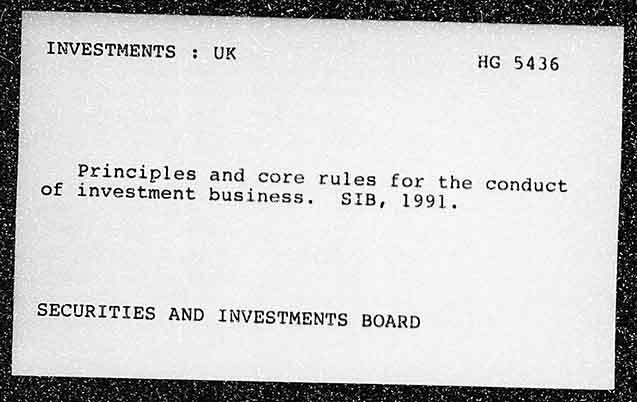 INVESTMENTS : UK
HG 5436
Principles and core rules for the conduct
of investment business. SIB, 1991.
SECURITIES AND INVESTMENTS BOARD